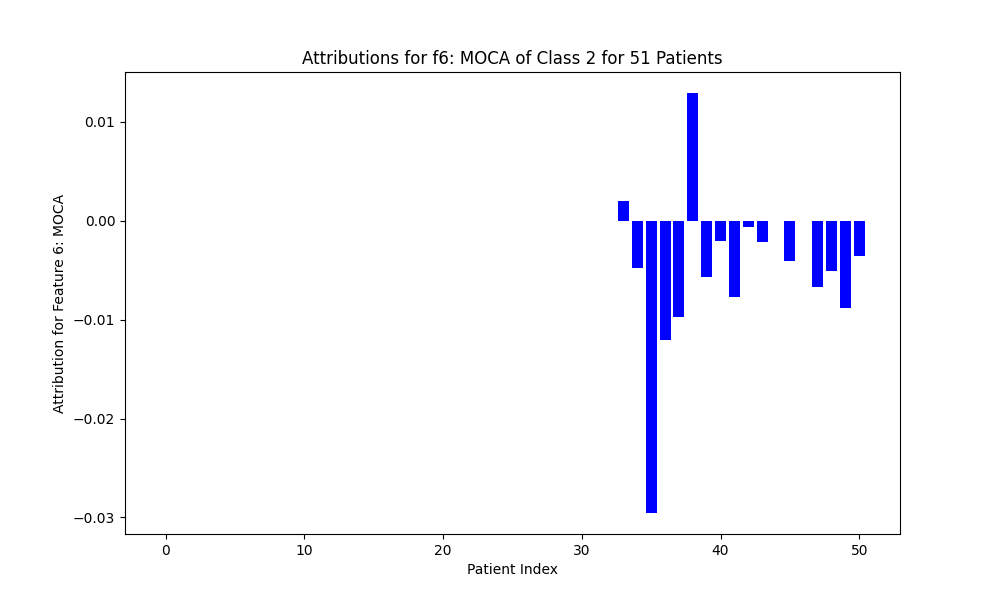 Attributions for f6: MOCA of Class 2 for 51 Patients
Attribution for Feature 6: MOCA
0.01
0.00
−0.01
−0.02
−0.03
0 10 20 30 40 50
Patient Index